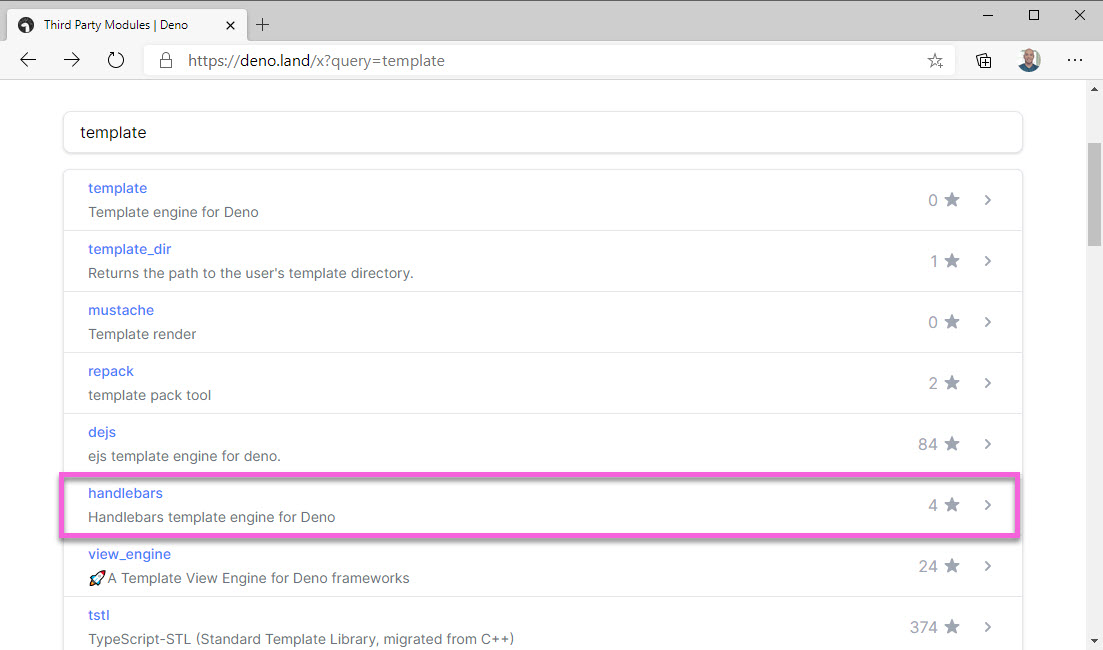 Third Party Modules | Deno
https://deno.land/x?query=template
template
template
0
Template engine for Deno
template_dir
1
Returns the path to the user's template directory.
mustache
0
Template render
repack
2
template pack tool
dejs
84
ejs template engine for deno.
handlebars
4
Handlebars template engine for Deno
view_engine
24
🚀A Template View Engine for Deno frameworks
tstl
374
TypeScript-STL (Standard Template Library, migrated from C++)